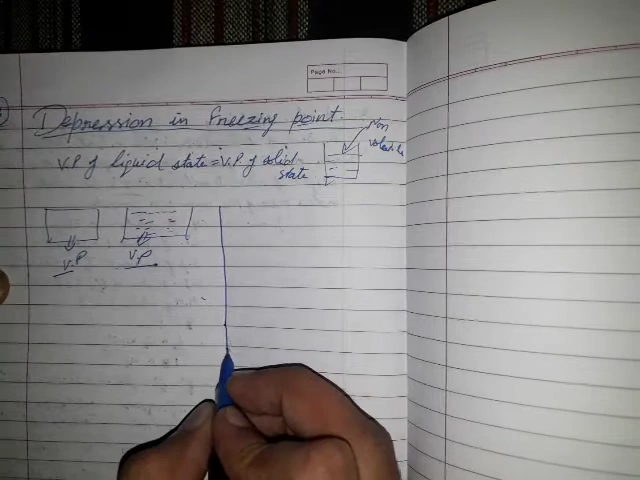 Page No...
Depression in Freezing point.
Non
volatile
V.P of liquid state = V.P. of solid
state
V.P V.P